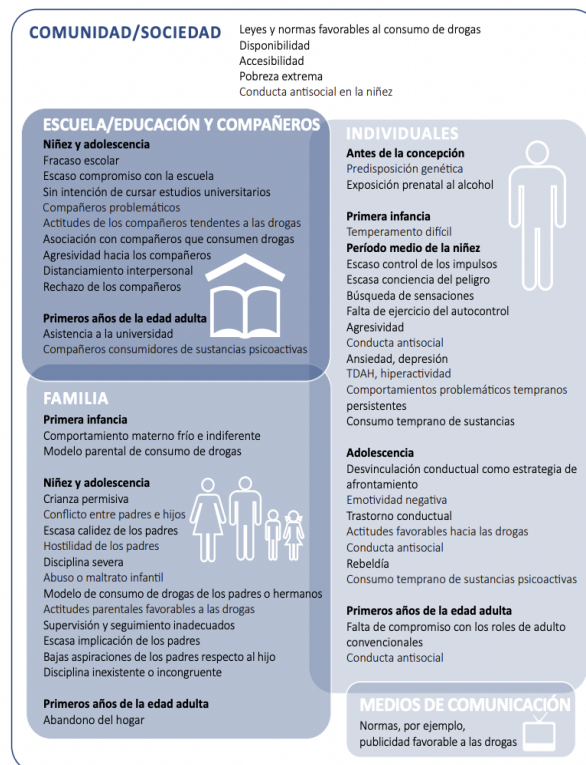 COMUNIDAD/SOCIEDAD
Leyes y normas favorables al consumo de drogas
Disponibilidad
Accesibilidad
Pobreza extrema
Conducta antisocial en la niñez
ESCUELA/EDUCACIÓN Y COMPAÑEROS
Niñez y adolescencia
Fracaso escolar
Escaso compromiso con la escuela
Sin intención de cursar estudios universitarios
Compañeros problemáticos
Actitudes de los compañeros tendentes a las drogas
Asociación con compañeros que consumen drogas
Agresividad hacia los compañeros
Distanciamiento interpersonal
Rechazo de los compañeros
Primeros años de la edad adulta
Asistencia a la universidad
Compañeros consumidores de sustancias psicoactivas
FAMILIA
Primera infancia
Comportamiento materno frío e indiferente
Modelo parental de consumo de drogas
Niñez y adolescencia
Crianza permisiva
Conflicto entre padres e hijos
Escasa calidez de los padres
Hostilidad de los padres
Disciplina severa
Abuso o maltrato infantil
Modelo de consumo de drogas de los padres o hermanos
Actitudes parentales favorables a las drogas
Supervisión y seguimiento inadecuados
Escasa implicación de los padres
Bajas aspiraciones de los padres respecto al hijo
Disciplina inexistente o incongruente
Primeros años de la edad adulta
Abandono del hogar
INDIVIDUALES
Antes de la concepción
Predisposición genética
Exposición prenatal al alcohol
Primera infancia
Temperamento difícil
Período medio de la niñez
Escaso control de los impulsos
Escasa conciencia del peligro
Búsqueda de sensaciones
Falta de ejercicio del autocontrol
Agresividad
Conducta antisocial
Ansiedad, depresión
TDAH, hiperactividad
Comportamientos problemáticos tempranos
persistentes
Consumo temprano de sustancias
Adolescencia
Desvinculación conductual como estrategia de
afrontamiento
Emotividad negativa
Trastorno conductual
Actitudes favorables hacia las drogas
Conducta antisocial
Rebeldía
Consumo temprano de sustancias psicoactivas
Primeros años de la edad adulta
Falta de compromiso con los roles de adulto
convencionales
Conducta antisocial
MEDIOS DE COMUNICACIÓN
Normas, por ejemplo,
publicidad favorable a las drogas